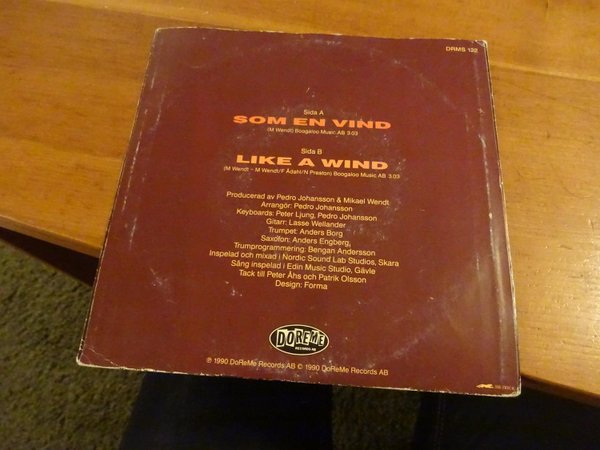 DRMS 122
Sida A
SOM EN VIND
(M Wendt) Boogaloo Music AB 3.03
Sida B
LIKE A WIND
(M Wendt – M Wendt/F Ådahl/N Preston) Boogaloo Music AB 3.03
Producerad av Pedro Johansson & Mikael Wendt
Arrangör: Pedro Johansson
Keyboards: Peter Ljung, Pedro Johansson
Gitarr: Lasse Wellander
Trumpet: Anders Borg
Saxofon: Anders Engberg,
Trumprogrammering: Bengan Andersson
Inspelad och mixad i Nordic Sound Lab Studios, Skara
Sång inspelad i Edin Music Studio, Gävle
Tack till Peter Åhs och Patrik Olsson
Design: Forma
DOREME
RECORDS AB
℗ 1990 DoReMe Records AB © 1990 DoReMe Records AB